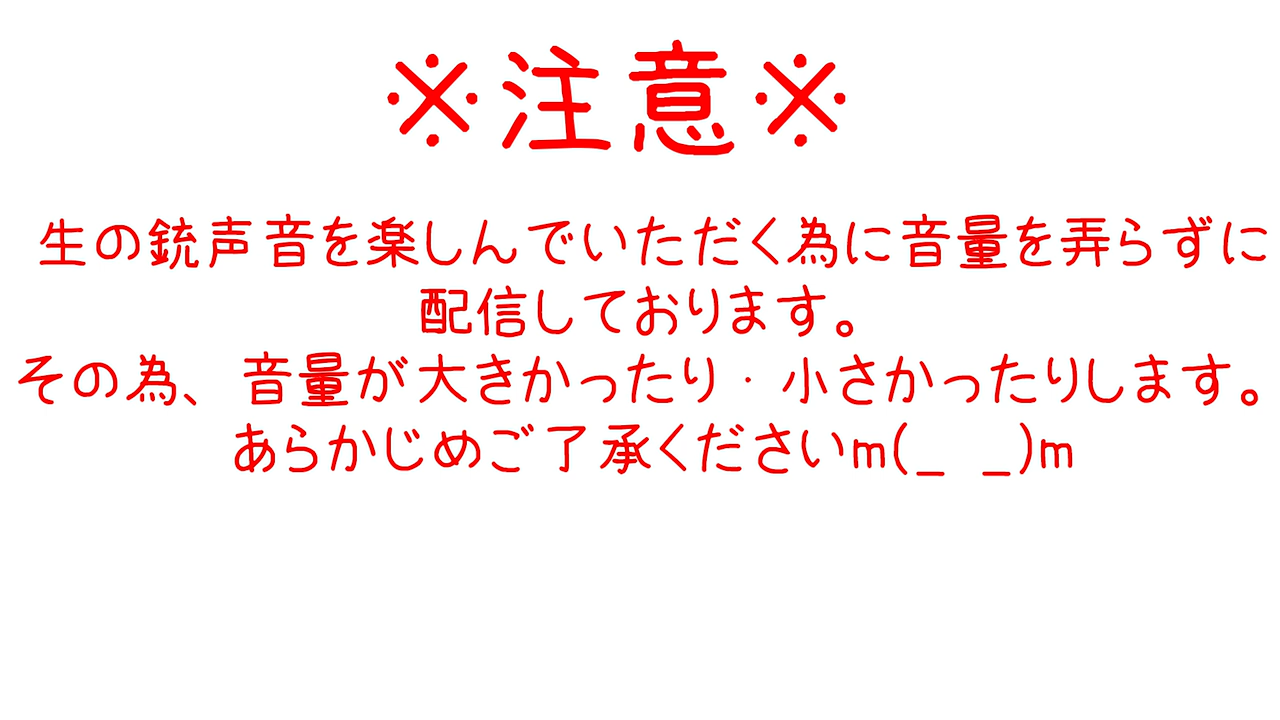 ※注意※
生の銃声音を楽しんでいただく為に音量を弄らずに
配信しております。
その為、音量が大きかったり・小さかったりします。
あらかじめご了承くださいm(_ _)m